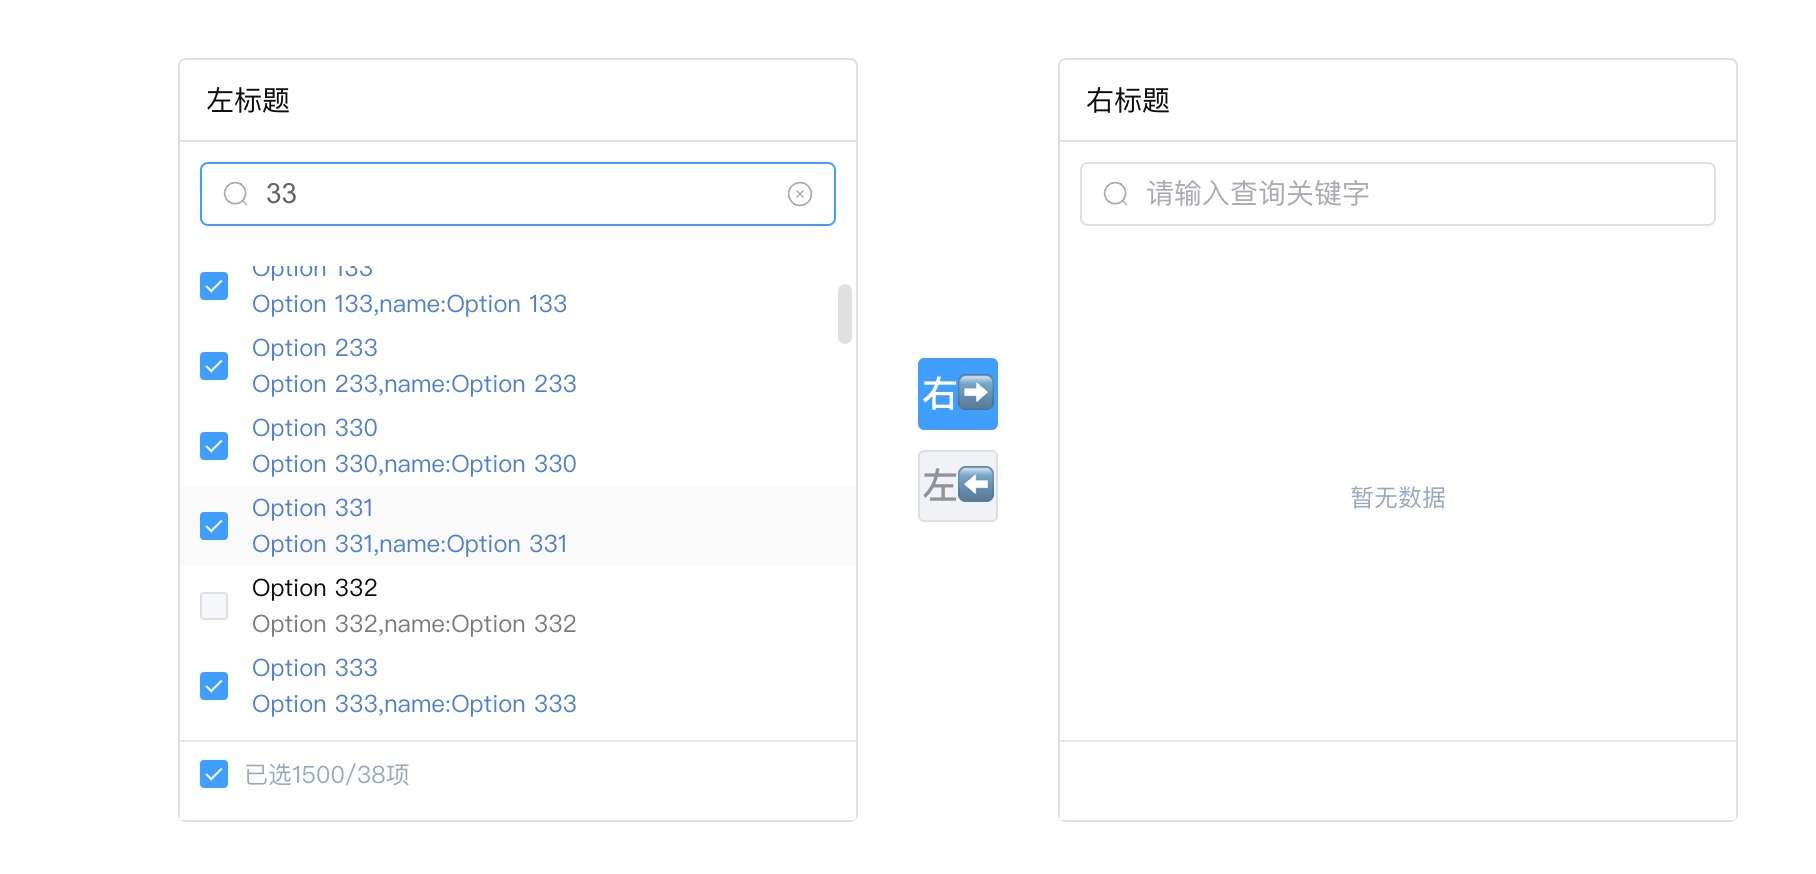 左标题
33
Option 133
Option 133,name:Option 133
Option 233
Option 233,name:Option 233
Option 330
Option 330,name:Option 330
Option 331
Option 331,name:Option 331
Option 332
Option 332,name:Option 332
Option 333
Option 333,name:Option 333
已选1500/38项
右➡️
左⬅️
右标题
请输入查询关键字
暂无数据